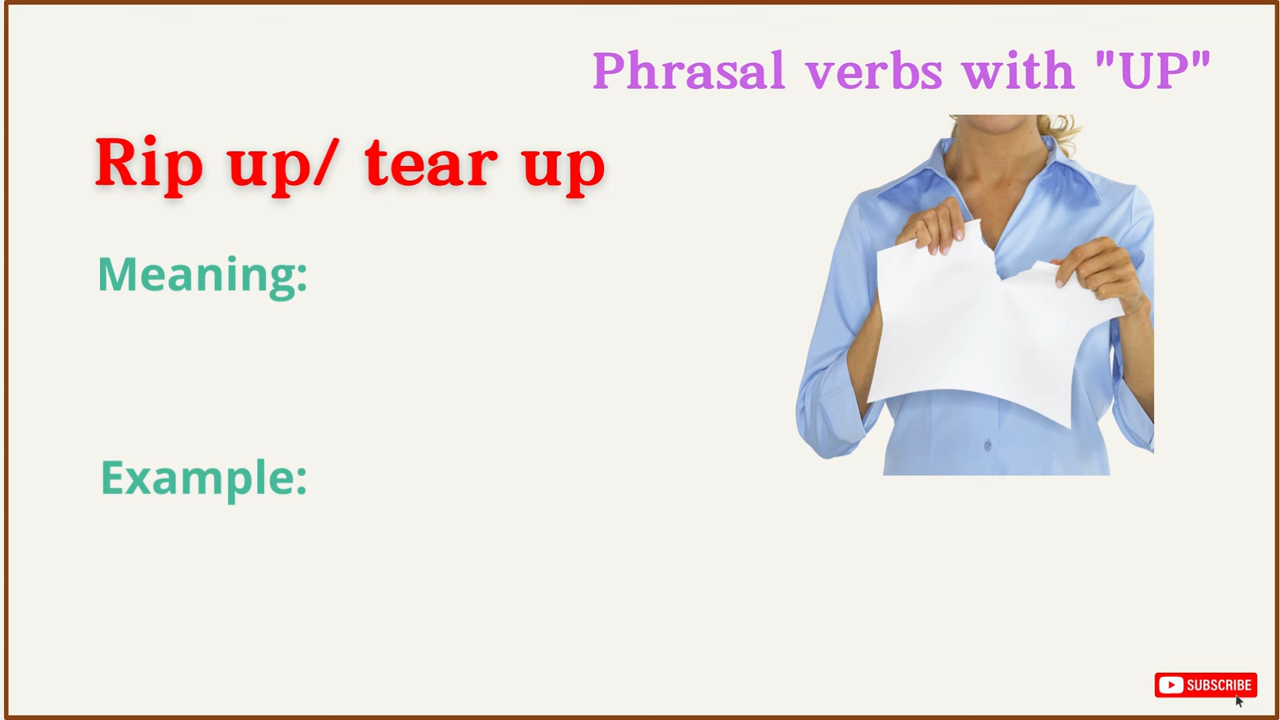 Phrasal verbs with "UP"
Rip up/ tear up
Meaning:
Example:
SUBSCRIBE